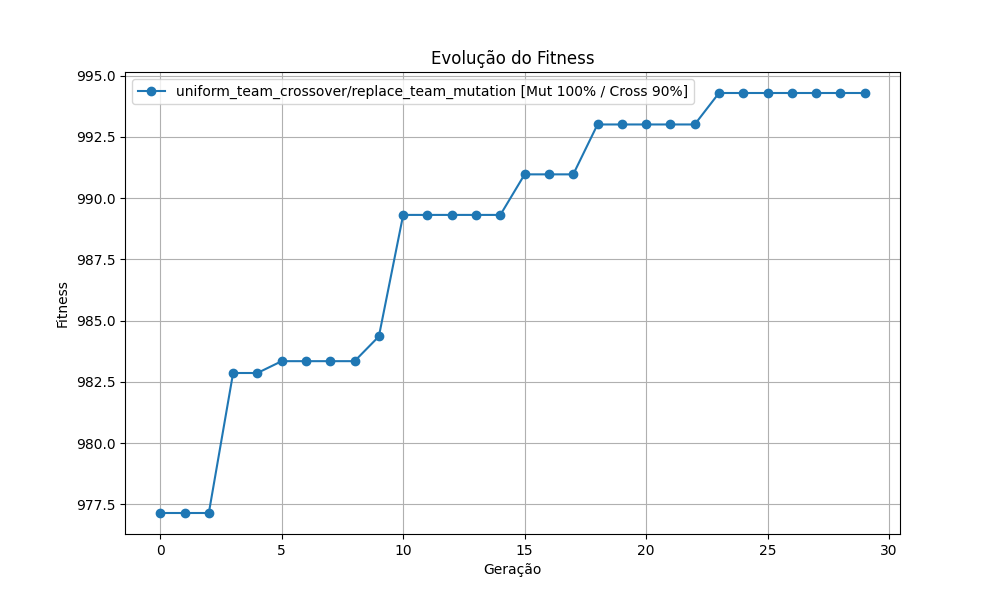 Evolução do Fitness
uniform_team_crossover/replace_team_mutation [Mut 100% / Cross 90%]
995.0
992.5
990.0
987.5
985.0
982.5
980.0
977.5
Fitness
0 5 10 15 20 25 30
Geração